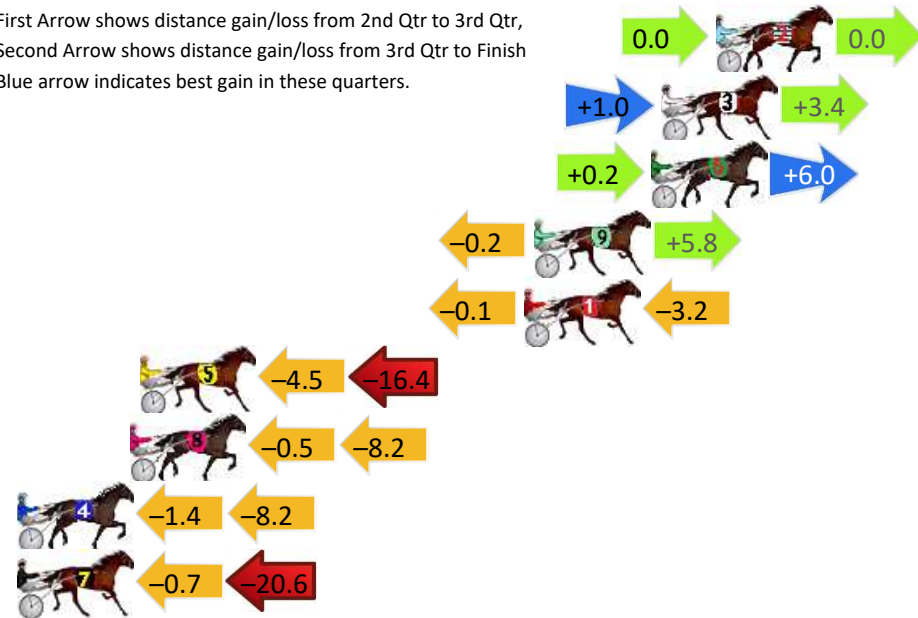 First Arrow shows distance gain/loss from 2nd Qtr to 3rd Qtr,
Second Arrow shows distance gain/loss from 3rd Qtr to Finish
Blue arrow indicates best gain in these quarters.
0.0 2 0.0
+1.0 3 +3.4
+0.2 6 +6.0
–0.2 9 +5.8
–0.1 1 –3.2
5 –4.5 –16.4
8 –0.5 –8.2
4 –1.4 –8.2
7 –0.7 –20.6